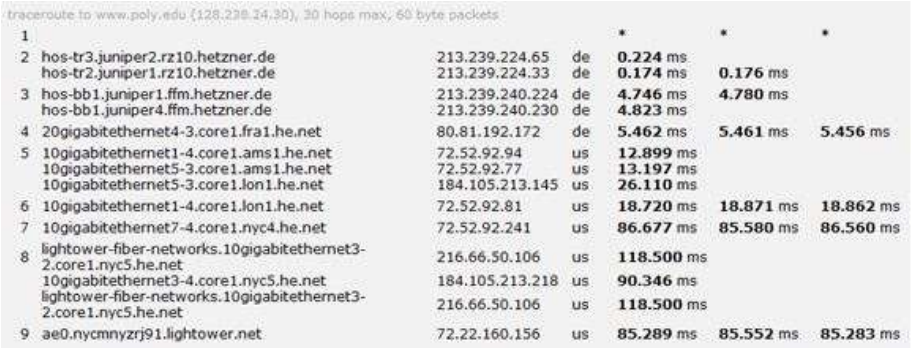 traceroute to www.poly.edu (128.238.24.30), 30 hops max, 60 byte packets
1 * * *
2 hos-tr3.juniper2.rz10.hetzner.de 213.239.224.65 de 0.224 ms
hos-tr2.juniper1.rz10.hetzner.de 213.239.224.33 de 0.174 ms 0.176 ms
3 hos-bb1.juniper1.ffm.hetzner.de 213.239.240.224 de 4.746 ms 4.780 ms
hos-bb1.juniper4.ffm.hetzner.de 213.239.240.230 de 4.823 ms
4 20gigabitethernet4-3.core1.fra1.he.net 80.81.192.172 de 5.462 ms 5.461 ms 5.456 ms
5 10gigabitethernet1-4.core1.ams1.he.net 72.52.92.94 us 12.899 ms
10gigabitethernet5-3.core1.ams1.he.net 72.52.92.77 us 13.197 ms
10gigabitethernet5-3.core1.lon1.he.net 184.105.213.145 us 26.110 ms
6 10gigabitethernet1-4.core1.lon1.he.net 72.52.92.81 us 18.720 ms 18.871 ms 18.862 ms
7 10gigabitethernet7-4.core1.nyc4.he.net 72.52.92.241 us 86.677 ms 85.580 ms 86.560 ms
8 lightower-fiber-networks.10gigabitethernet3-
2.core1.nyc5.he.net 216.66.50.106 us 118.500 ms
10gigabitethernet3-4.core1.nyc5.he.net 184.105.213.218 us 90.346 ms
lightower-fiber-networks.10gigabitethernet3-
2.core1.nyc5.he.net 216.66.50.106 us 118.500 ms
9 ae0.nycmnyzrj91.lightower.net 72.22.160.156 us 85.289 ms 85.552 ms 85.283 ms